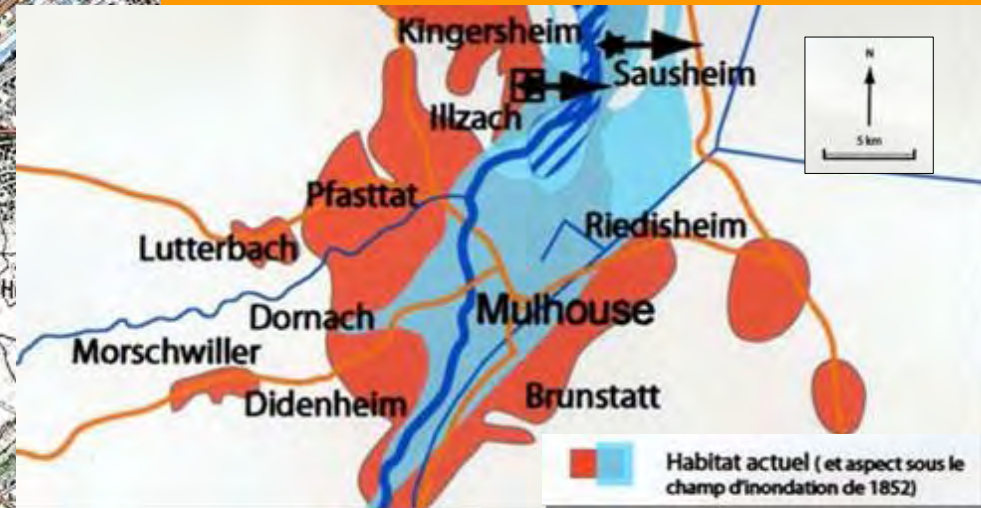 Kingersheim
Sausheim
N
5 km
Illzach
Pfasttat
Riedisheim
Lutterbach
Dornach
Mulhouse
Morschwiller
Didenheim
Brunstatt
Habitat actuel ( et aspect sous le
champ d'inondation de 1852)